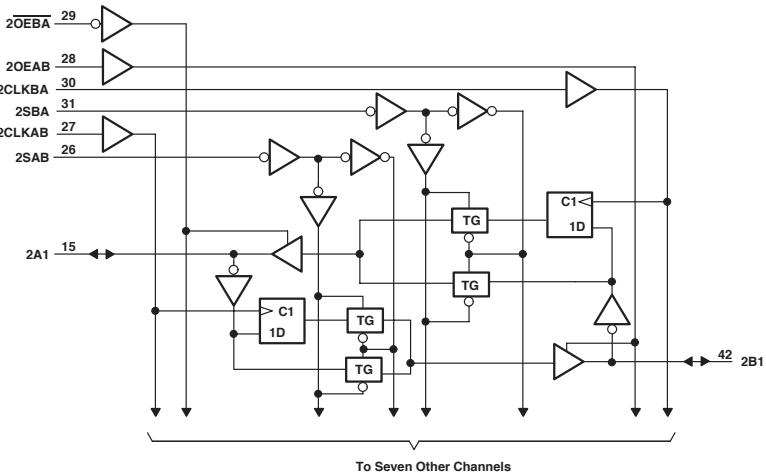 2OEBA 29
2OEAB 28
2CLKBA 30
2SBA 31
2CLKAB 27
2SAB 26
TG
C1
1D
2A1 15
TG
C1
1D
TG
TG
42 2B1
To Seven Other Channels